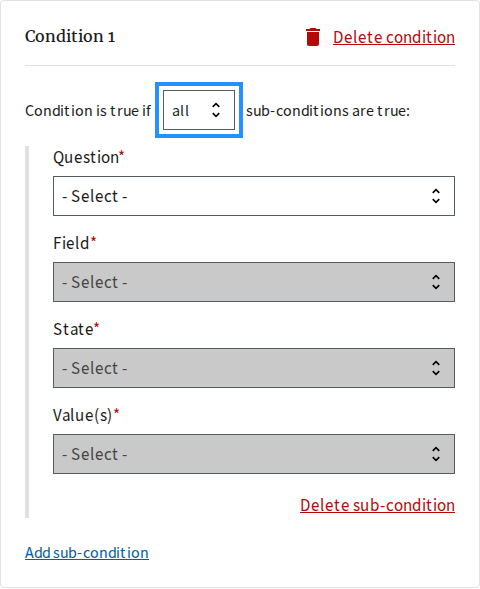 Condition 1 Delete condition
Condition is true if all sub-conditions are true:
Question*
- Select -
Field*
- Select -
State*
- Select -
Value(s)*
- Select -
Delete sub-condition
Add sub-condition